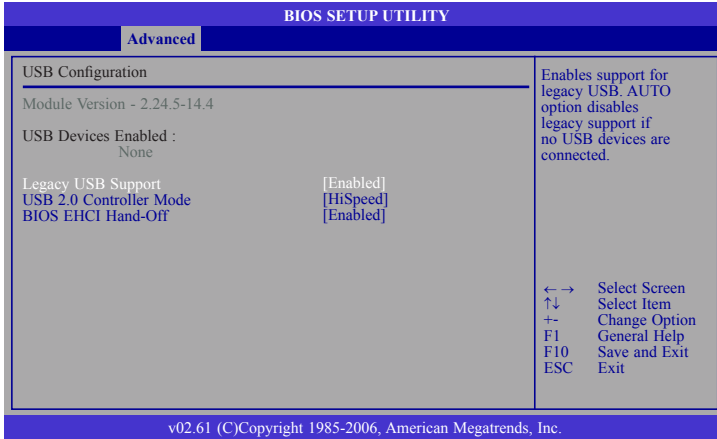 BIOS SETUP UTILITY
Advanced
USB Configuration
Module Version - 2.24.5-14.4
USB Devices Enabled :
None
Legacy USB Support [Enabled]
USB 2.0 Controller Mode [HiSpeed]
BIOS EHCI Hand-Off [Enabled]
Enables support for
legacy USB. AUTO
option disables
legacy support if
no USB devices are
connected.
←→ Select Screen
↑↓ Select Item
+- Change Option
F1 General Help
F10 Save and Exit
ESC Exit
v02.61 (C)Copyright 1985-2006, American Megatrends, Inc.